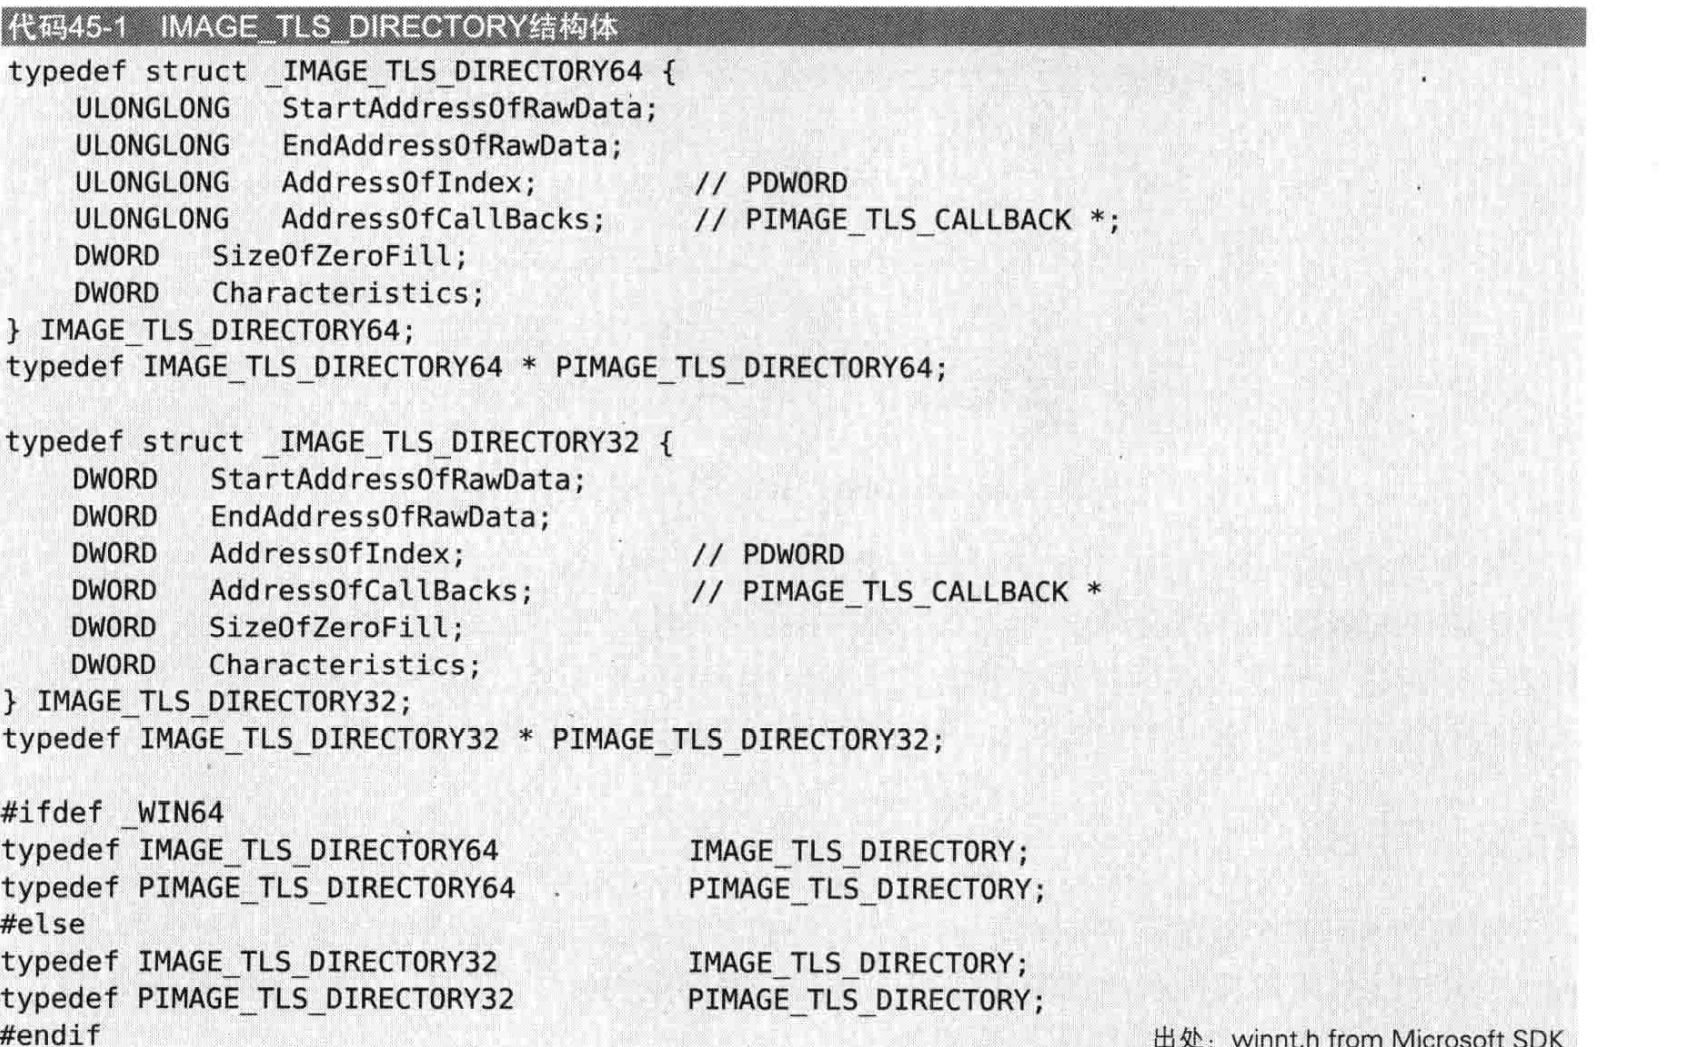 代码45-1 IMAGE_TLS_DIRECTORY结构体
typedef struct _IMAGE_TLS_DIRECTORY64 {
    ULONGLONG   StartAddressOfRawData;
    ULONGLONG   EndAddressOfRawData;
    ULONGLONG   AddressOfIndex;         // PDWORD
    ULONGLONG   AddressOfCallBacks;     // PIMAGE_TLS_CALLBACK *;
    DWORD   SizeOfZeroFill;
    DWORD   Characteristics;
} IMAGE_TLS_DIRECTORY64;
typedef IMAGE_TLS_DIRECTORY64 * PIMAGE_TLS_DIRECTORY64;
typedef struct _IMAGE_TLS_DIRECTORY32 {
    DWORD   StartAddressOfRawData;
    DWORD   EndAddressOfRawData;
    DWORD   AddressOfIndex;             // PDWORD
    DWORD   AddressOfCallBacks;         // PIMAGE_TLS_CALLBACK *
    DWORD   SizeOfZeroFill;
    DWORD   Characteristics;
} IMAGE_TLS_DIRECTORY32;
typedef IMAGE_TLS_DIRECTORY32 * PIMAGE_TLS_DIRECTORY32;
#ifdef _WIN64
typedef IMAGE_TLS_DIRECTORY64           IMAGE_TLS_DIRECTORY;
typedef PIMAGE_TLS_DIRECTORY64          PIMAGE_TLS_DIRECTORY;
#else
typedef IMAGE_TLS_DIRECTORY32           IMAGE_TLS_DIRECTORY;
typedef PIMAGE_TLS_DIRECTORY32          PIMAGE_TLS_DIRECTORY;
#endif
出处：winnt.h from Microsoft SDK